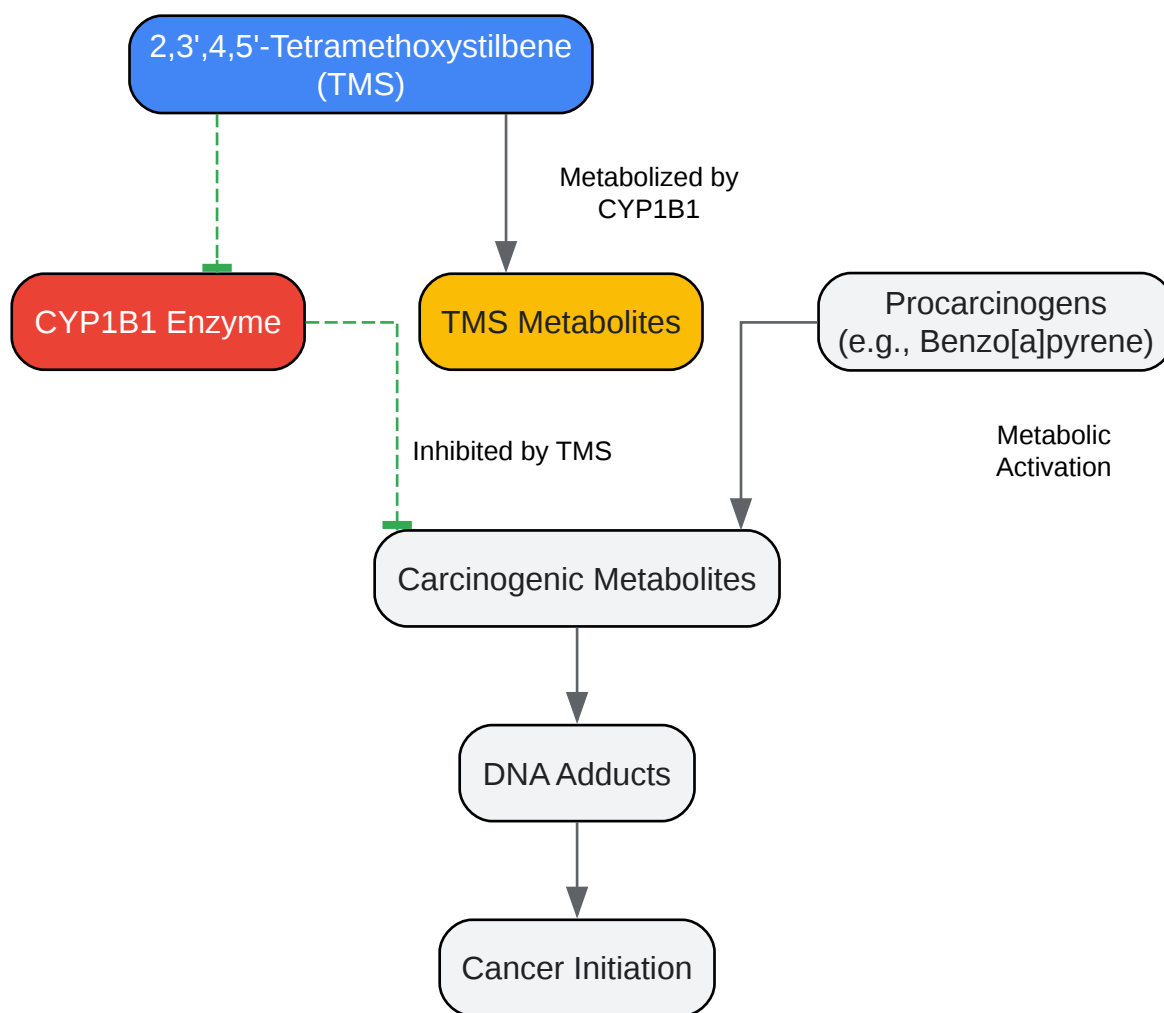 2,3',4,5'-Tetramethoxystilbene
(TMS)
Metabolized by
CYP1B1
CYP1B1 Enzyme
TMS Metabolites
Procarcinogens
(e.g., Benzo[a]pyrene)
Inhibited by TMS
Metabolic
Activation
Carcinogenic Metabolites
DNA Adducts
Cancer Initiation